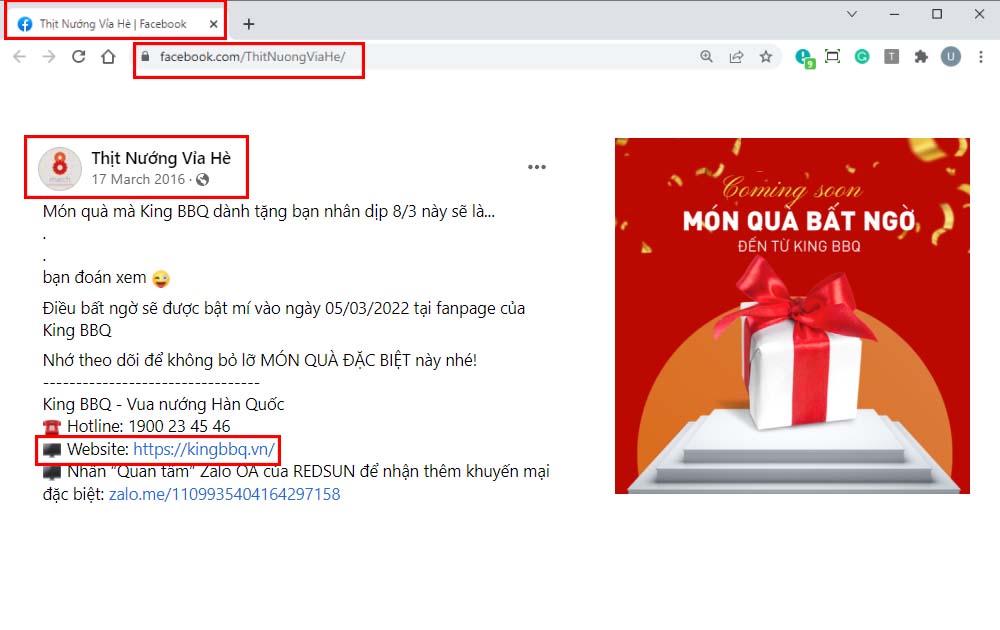 Thịt Nướng Vỉa Hè | Facebook
facebook.com/ThitNuongViaHe/
9
T
U
8
march
Thịt Nướng Vỉa Hè
17 March 2016 ·
Món quà mà King BBQ dành tặng bạn nhân dịp 8/3 này sẽ là...
.
.
bạn đoán xem 😜
Điều bất ngờ sẽ được bật mí vào ngày 05/03/2022 tại fanpage của
King BBQ
Nhớ theo dõi để không bỏ lỡ MÓN QUÀ ĐẶC BIỆT này nhé!
---------------------------------
King BBQ - Vua nướng Hàn Quốc
☎️ Hotline: 1900 23 45 46
🖥️ Website: https://kingbbq.vn/
🖥️ Nhấn "Quan tâm" Zalo OA của REDSUN để nhận thêm khuyến mại
đặc biệt: zalo.me/1109935404164297158
Coming soon
MÓN QUÀ BẤT NGỜ
ĐẾN TỪ KING BBQ